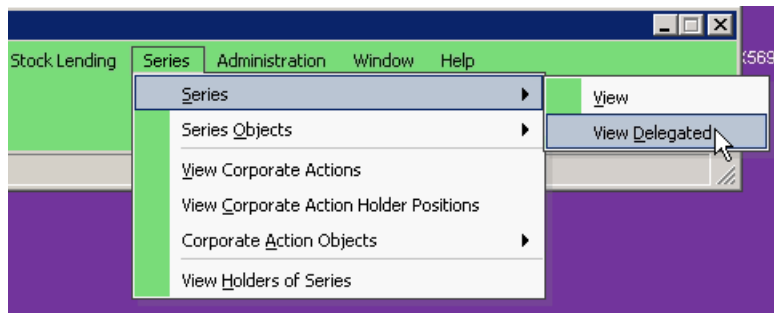 Stock Lending Series Administration Window Help
(569
Series
View
Series Objects
View Delegated
View Corporate Actions
View Corporate Action Holder Positions
Corporate Action Objects
View Holders of Series